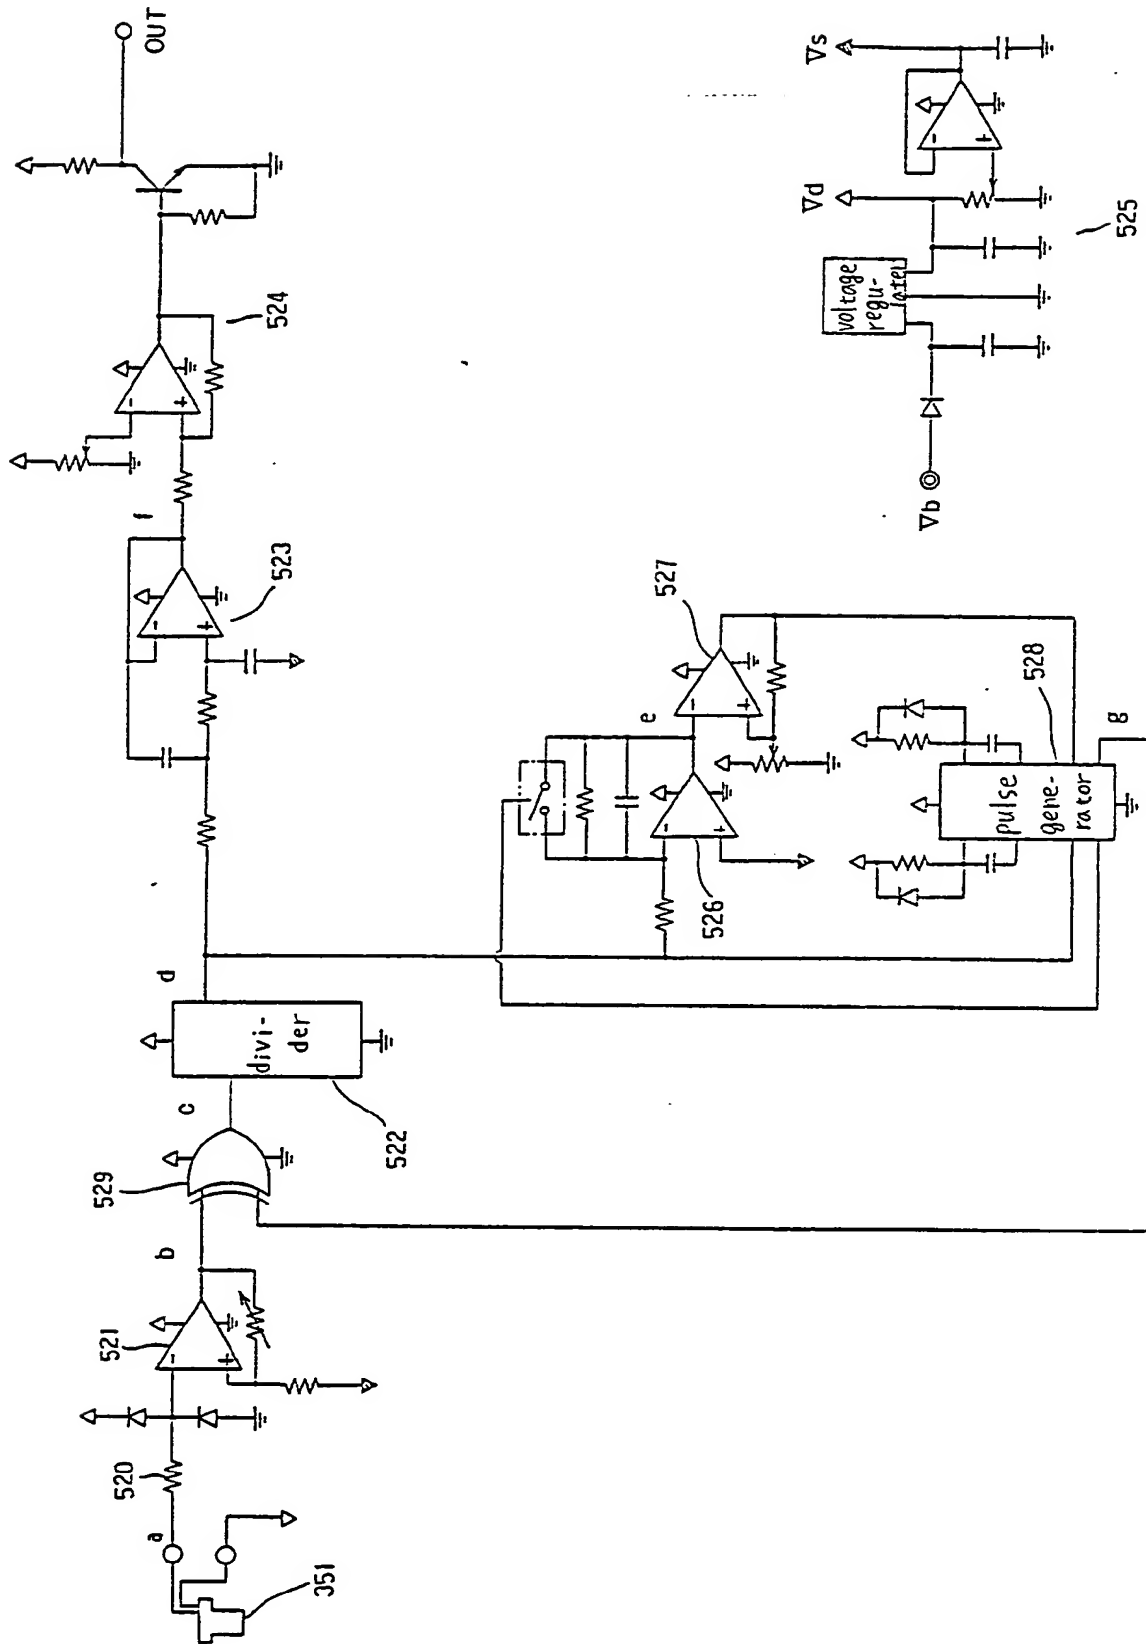 351
a
520
521
b
529
c
522
divi-
der
d
523
f
524
OUT
526
e
527
528
pulse
gene-
rator
g
Vb
voltage
regu-
later
Vd
Vs
525